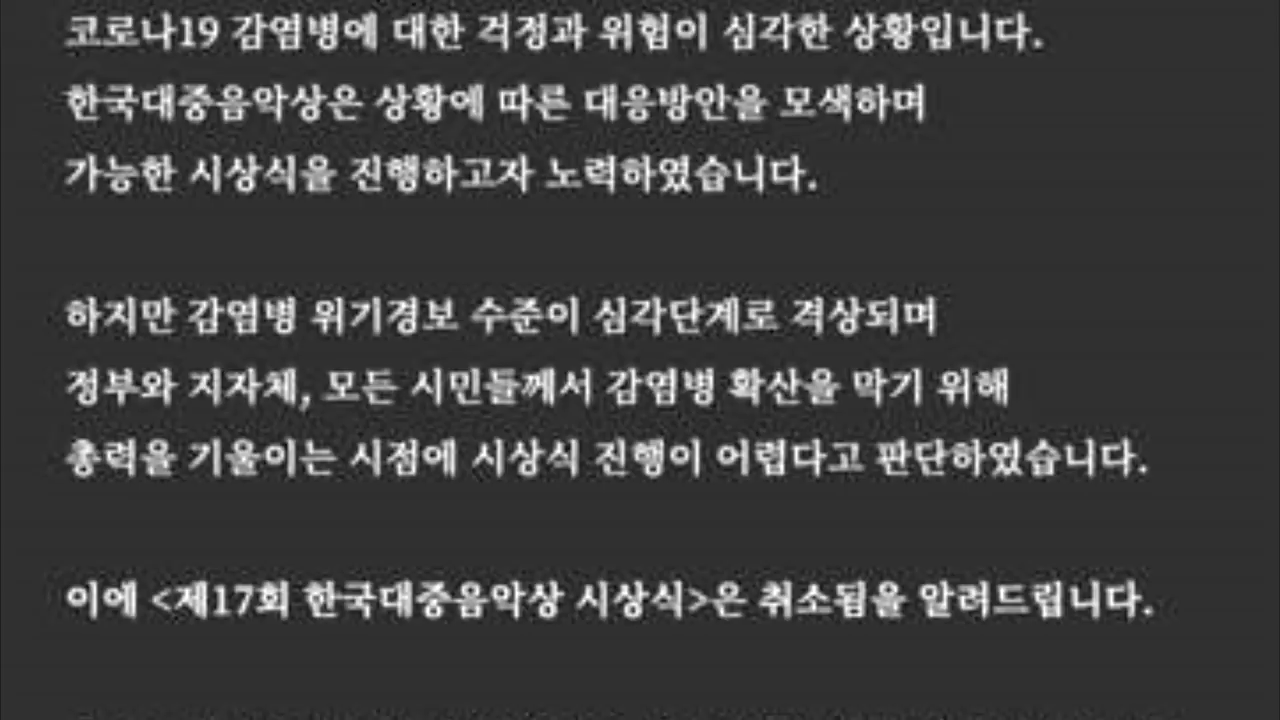 코로나19 감염병에 대한 걱정과 위험이 심각한 상황입니다.
한국대중음악상은 상황에 따른 대응방안을 모색하며
가능한 시상식을 진행하고자 노력하였습니다.
하지만 감염병 위기경보 수준이 심각단계로 격상되며
정부와 지자체, 모든 시민들께서 감염병 확산을 막기 위해
총력을 기울이는 시점에 시상식 진행이 어렵다고 판단하였습니다.
이에 <제17회 한국대중음악상 시상식>은 취소됨을 알려드립니다.